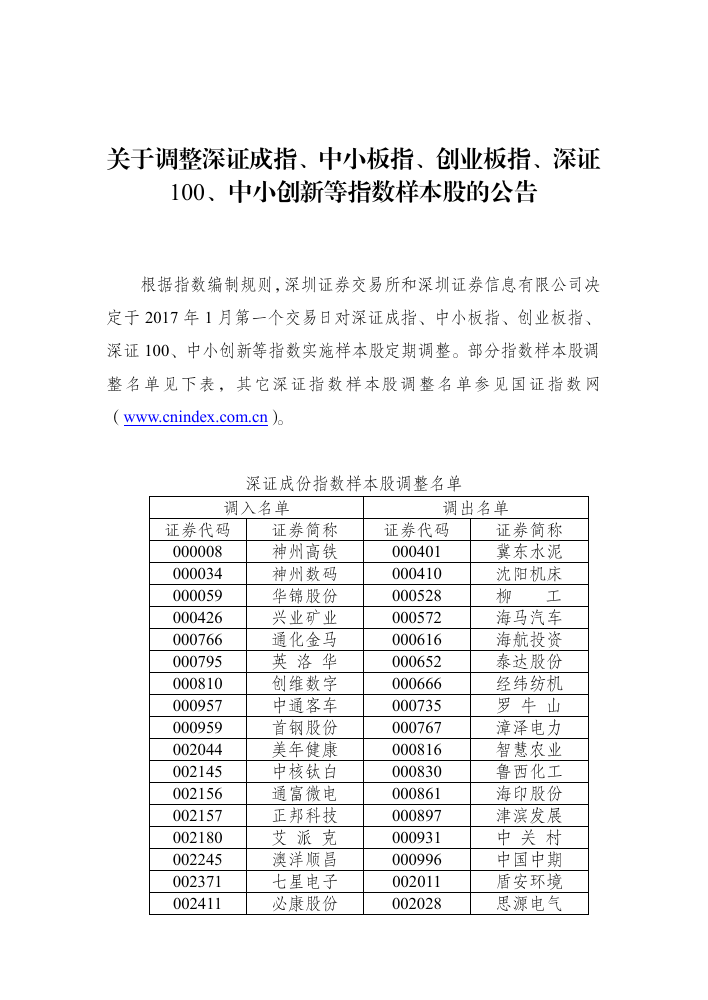 关于调整深证成指、中小板指、创业板指、深证
100、中小创新等指数样本股的公告
根据指数编制规则，深圳证券交易所和深圳证券信息有限公司决
定于 2017 年 1 月第一个交易日对深证成指、中小板指、创业板指、
深证 100、中小创新等指数实施样本股定期调整。部分指数样本股调
整名单见下表，其它深证指数样本股调整名单参见国证指数网
（www.cnindex.com.cn）。
深证成份指数样本股调整名单
调入名单 调出名单
证券代码 证券简称 证券代码 证券简称
000008 神州高铁 000401 冀东水泥
000034 神州数码 000410 沈阳机床
000059 华锦股份 000528 柳 工
000426 兴业矿业 000572 海马汽车
000766 通化金马 000616 海航投资
000795 英 洛 华 000652 泰达股份
000810 创维数字 000666 经纬纺机
000957 中通客车 000735 罗 牛 山
000959 首钢股份 000767 漳泽电力
002044 美年健康 000816 智慧农业
002145 中核钛白 000830 鲁西化工
002156 通富微电 000861 海印股份
002157 正邦科技 000897 津滨发展
002180 艾 派 克 000931 中 关 村
002245 澳洋顺昌 000996 中国中期
002371 七星电子 002011 盾安环境
002411 必康股份 002028 思源电气